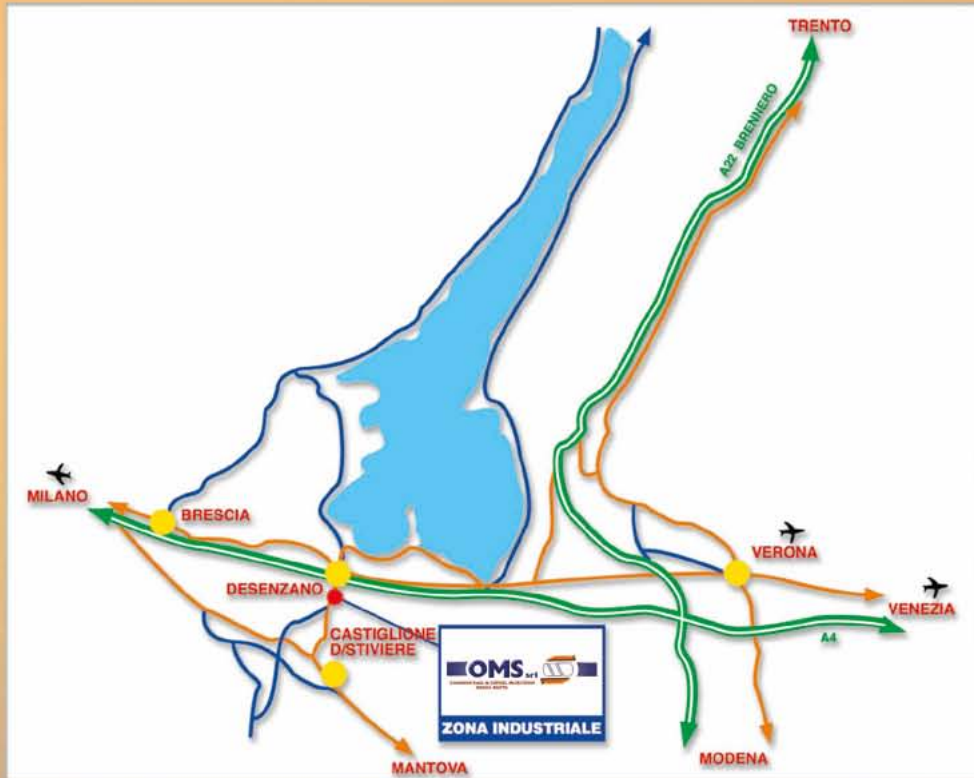 TRENTO
A22 BRENNERO
MILANO
BRESCIA
VERONA
DESENZANO
VENEZIA
CASTIGLIONE
D/STIVIERE
A4
OMS srl
ZONA INDUSTRIALE
MODENA
MANTOVA